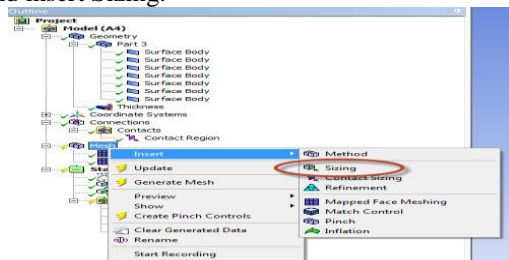 d insert Sizing.
Outline
Project
Model (A4)
Geometry
Part 3
Surface Body
Surface Body
Surface Body
Surface Body
Surface Body
Surface Body
Thickness
Coordinate Systems
Connections
Contacts
Contact Region
Mesh
Insert
Method
Update
Sizing
Generate Mesh
Contact Sizing
Refinement
Preview
Mapped Face Meshing
Show
Match Control
Create Pinch Controls
Pinch
Clear Generated Data
Inflation
Rename
Start Recording